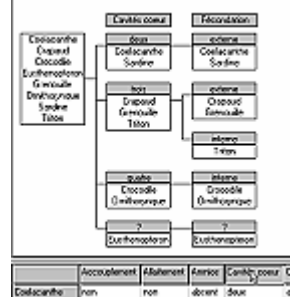 Cavités coeur Fécondation
Coelacanthe
Crapaud
Crocodile
Eusthenopteron
Grenouille
Ornithorynque
Sardine
Triton
deux
Coelacanthe
Sardine
externe
Coelacanthe
Sardine
trois
Crapaud
Grenouille
Triton
externe
Crapaud
Grenouille
interne
Triton
quatre
Crocodile
Ornithorynque
interne
Crocodile
Ornithorynque
?
Eusthenopteron
?
Eusthenopteron
Accouplement Allaitement Amnios Cavités coeur
Coelacanthe non non absent deux